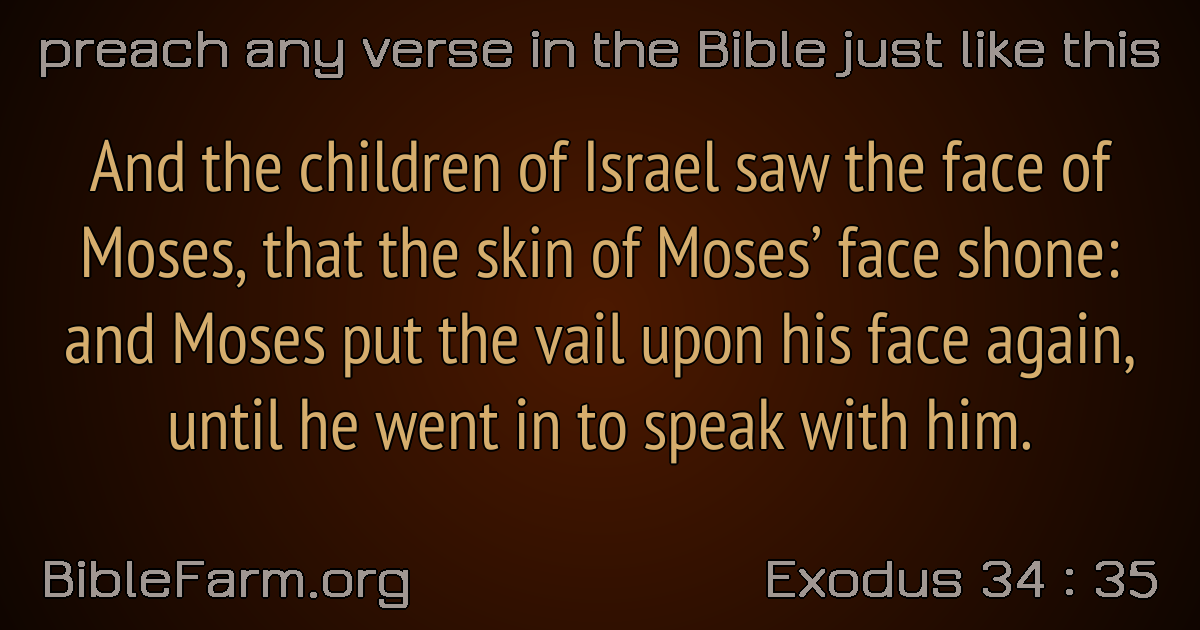 preach any verse in the Bible just like this
And the children of Israel saw the face of
Moses, that the skin of Moses’ face shone:
and Moses put the vail upon his face again,
until he went in to speak with him.
BibleFarm.org
Exodus 34 : 35